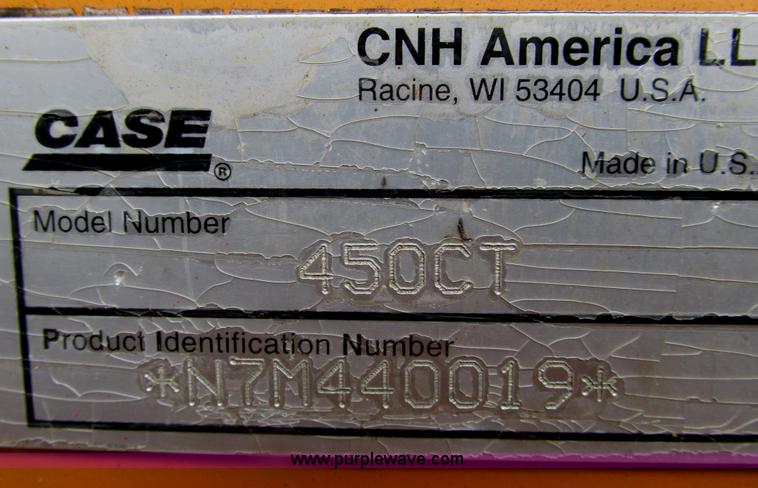 CNH America LL
Racine, WI 53404 U.S.A.
CASE®
Made in U.S.
Model Number
450CT
Product Identification Number
*N7M440019*
www.purplewave.com